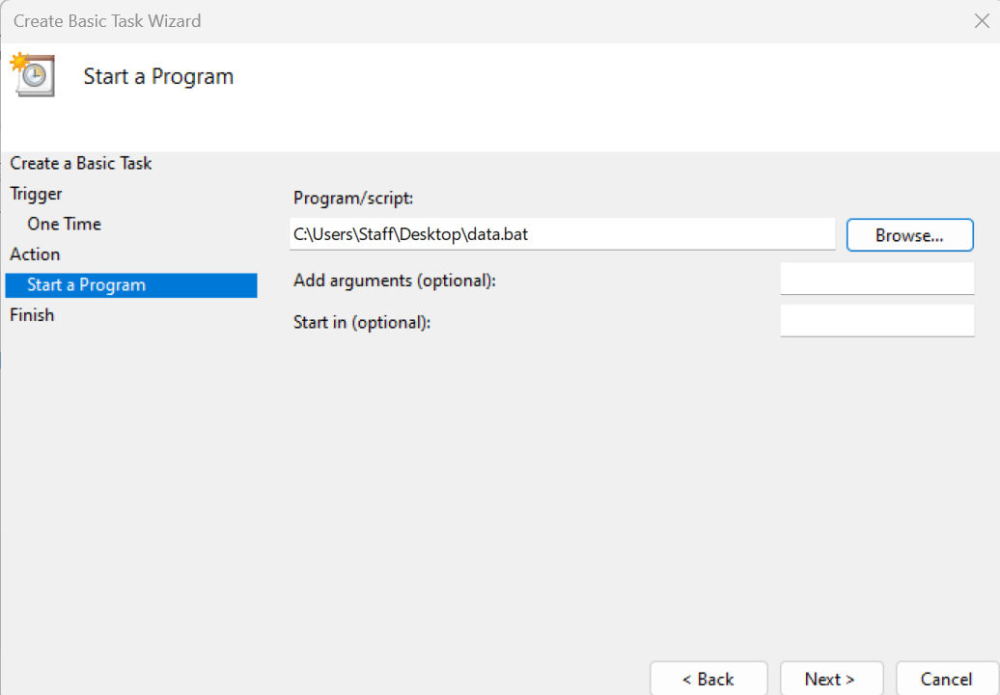 Create Basic Task Wizard
Start a Program
Create a Basic Task
Trigger
One Time
Action
Start a Program
Finish
Program/script:
C:\Users\Staff\Desktop\data.bat
Browse...
Add arguments (optional):
Start in (optional):
< Back
Next >
Cancel